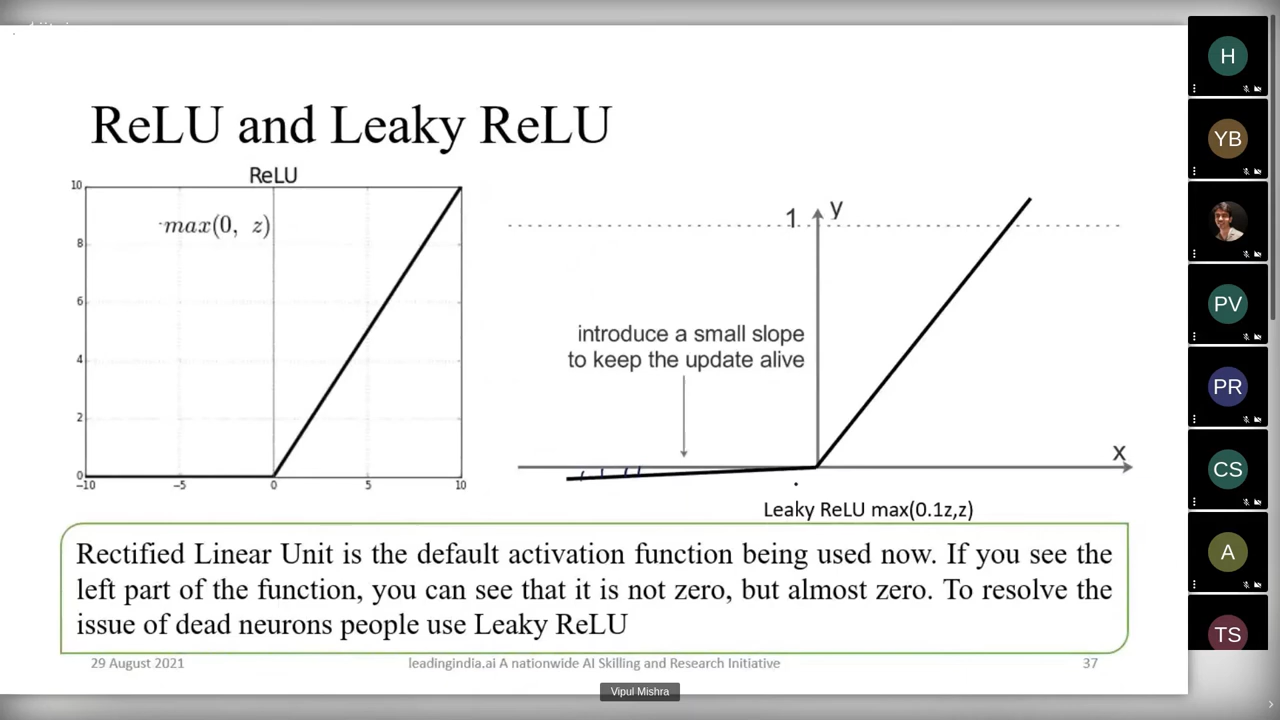 ReLU and Leaky ReLU
ReLU
max(0, z)
10
8
6
4
2
0
−10
−5
0
5
10
1
y
introduce a small slope
to keep the update alive
x
Leaky ReLU max(0.1z,z)
Rectified Linear Unit is the default activation function being used now. If you see the
left part of the function, you can see that it is not zero, but almost zero. To resolve the
issue of dead neurons people use Leaky ReLU
29 August 2021
leadingindia.ai A nationwide AI Skilling and Research Initiative
37
Vipul Mishra
H
YB
PV
PR
CS
A
TS